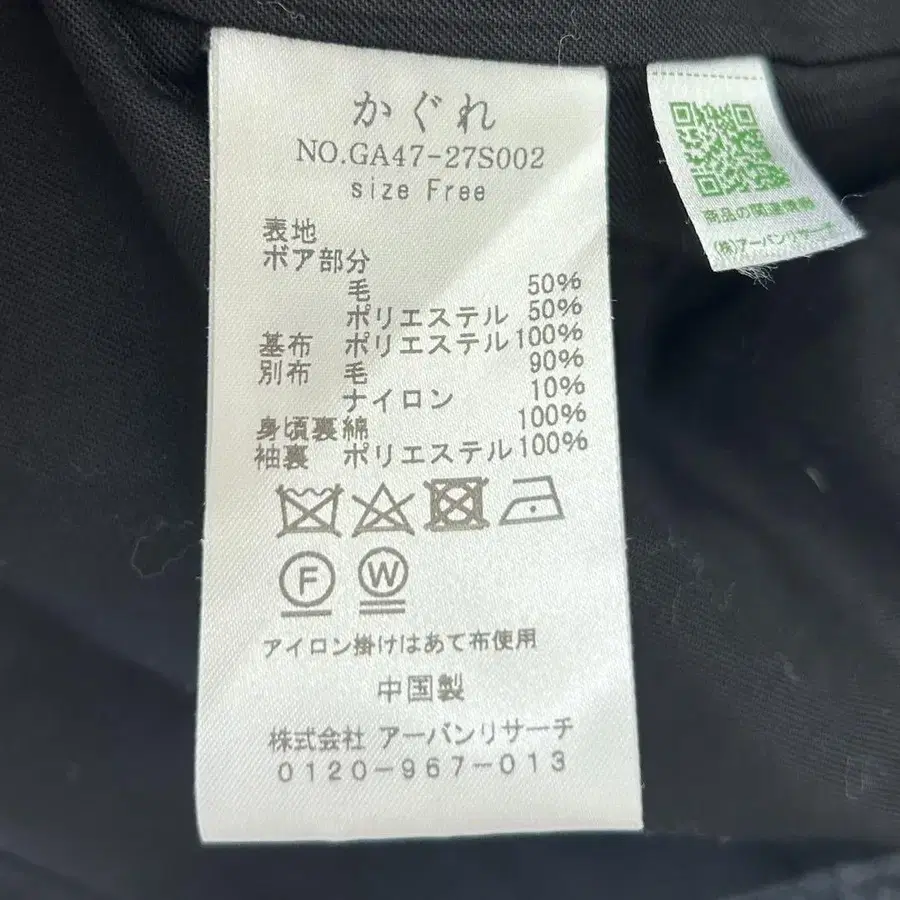 かぐれ
NO.GA47-27S002
size Free
表地
ボア部分
毛 50%
ポリエステル 50%
基布 ポリエステル 100%
別布 毛 90%
ナイロン 10%
身頃裏綿 100%
袖裏 ポリエステル 100%
F W
アイロン掛けはあて布使用
中国製
株式会社 アーバンリサーチ
0120-967-013
商品の関連情報
(株)アーバンリサーチ